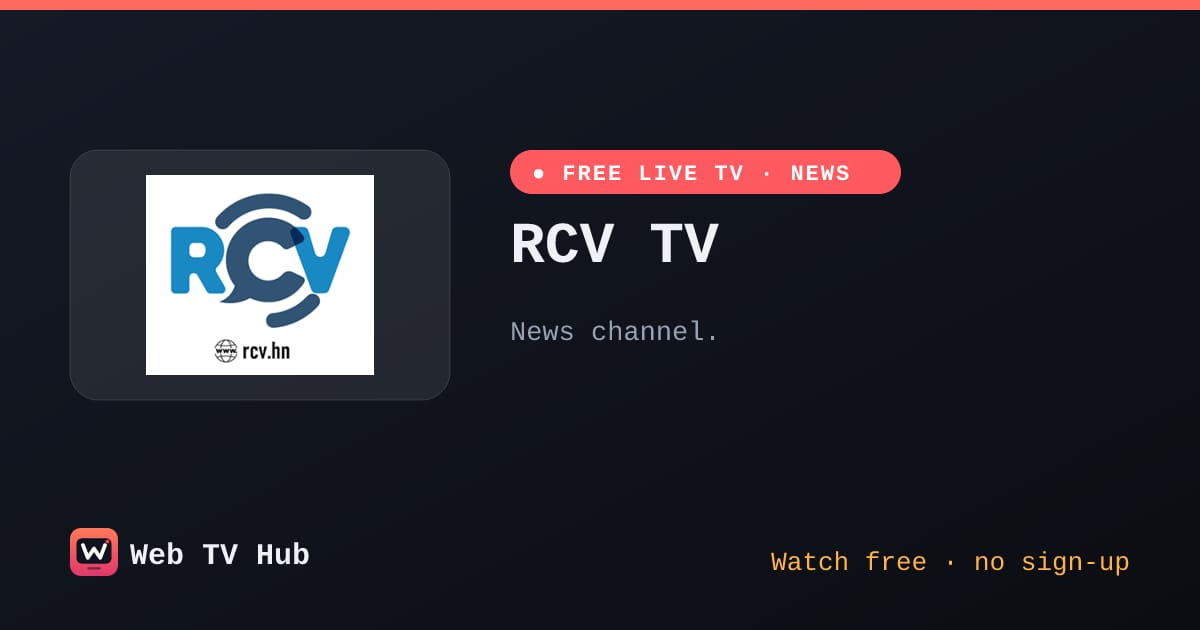 RCV
www rcv.hn
● FREE LIVE TV · NEWS
RCV TV
News channel.
W Web TV Hub
Watch free · no sign-up